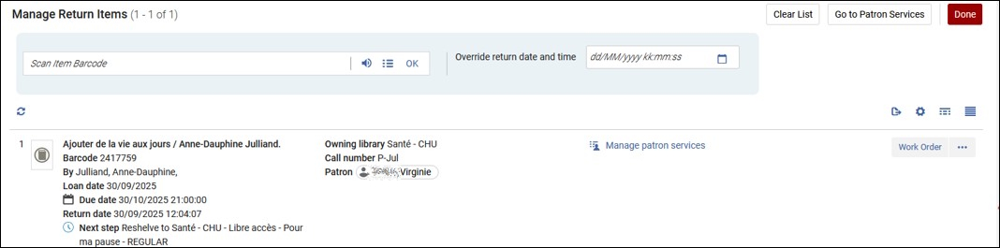 Manage Return Items (1 - 1 of 1)
Clear List
Go to Patron Services
Done
Scan Item Barcode
OK
Override return date and time
dd/MM/yyyy kk:mm:ss
1
Ajouter de la vie aux jours / Anne-Dauphine Julliand.
Barcode 2417759
By Julliand, Anne-Dauphine,
Loan date 30/09/2025
Due date 30/10/2025 21:00:00
Return date 30/09/2025 12:04:07
Next step Reshelve to Santé - CHU - Libre accès - Pour
ma pause - REGULAR
Owning library Santé - CHU
Call number P-Jul
Patron , Virginie
Manage patron services
Work Order